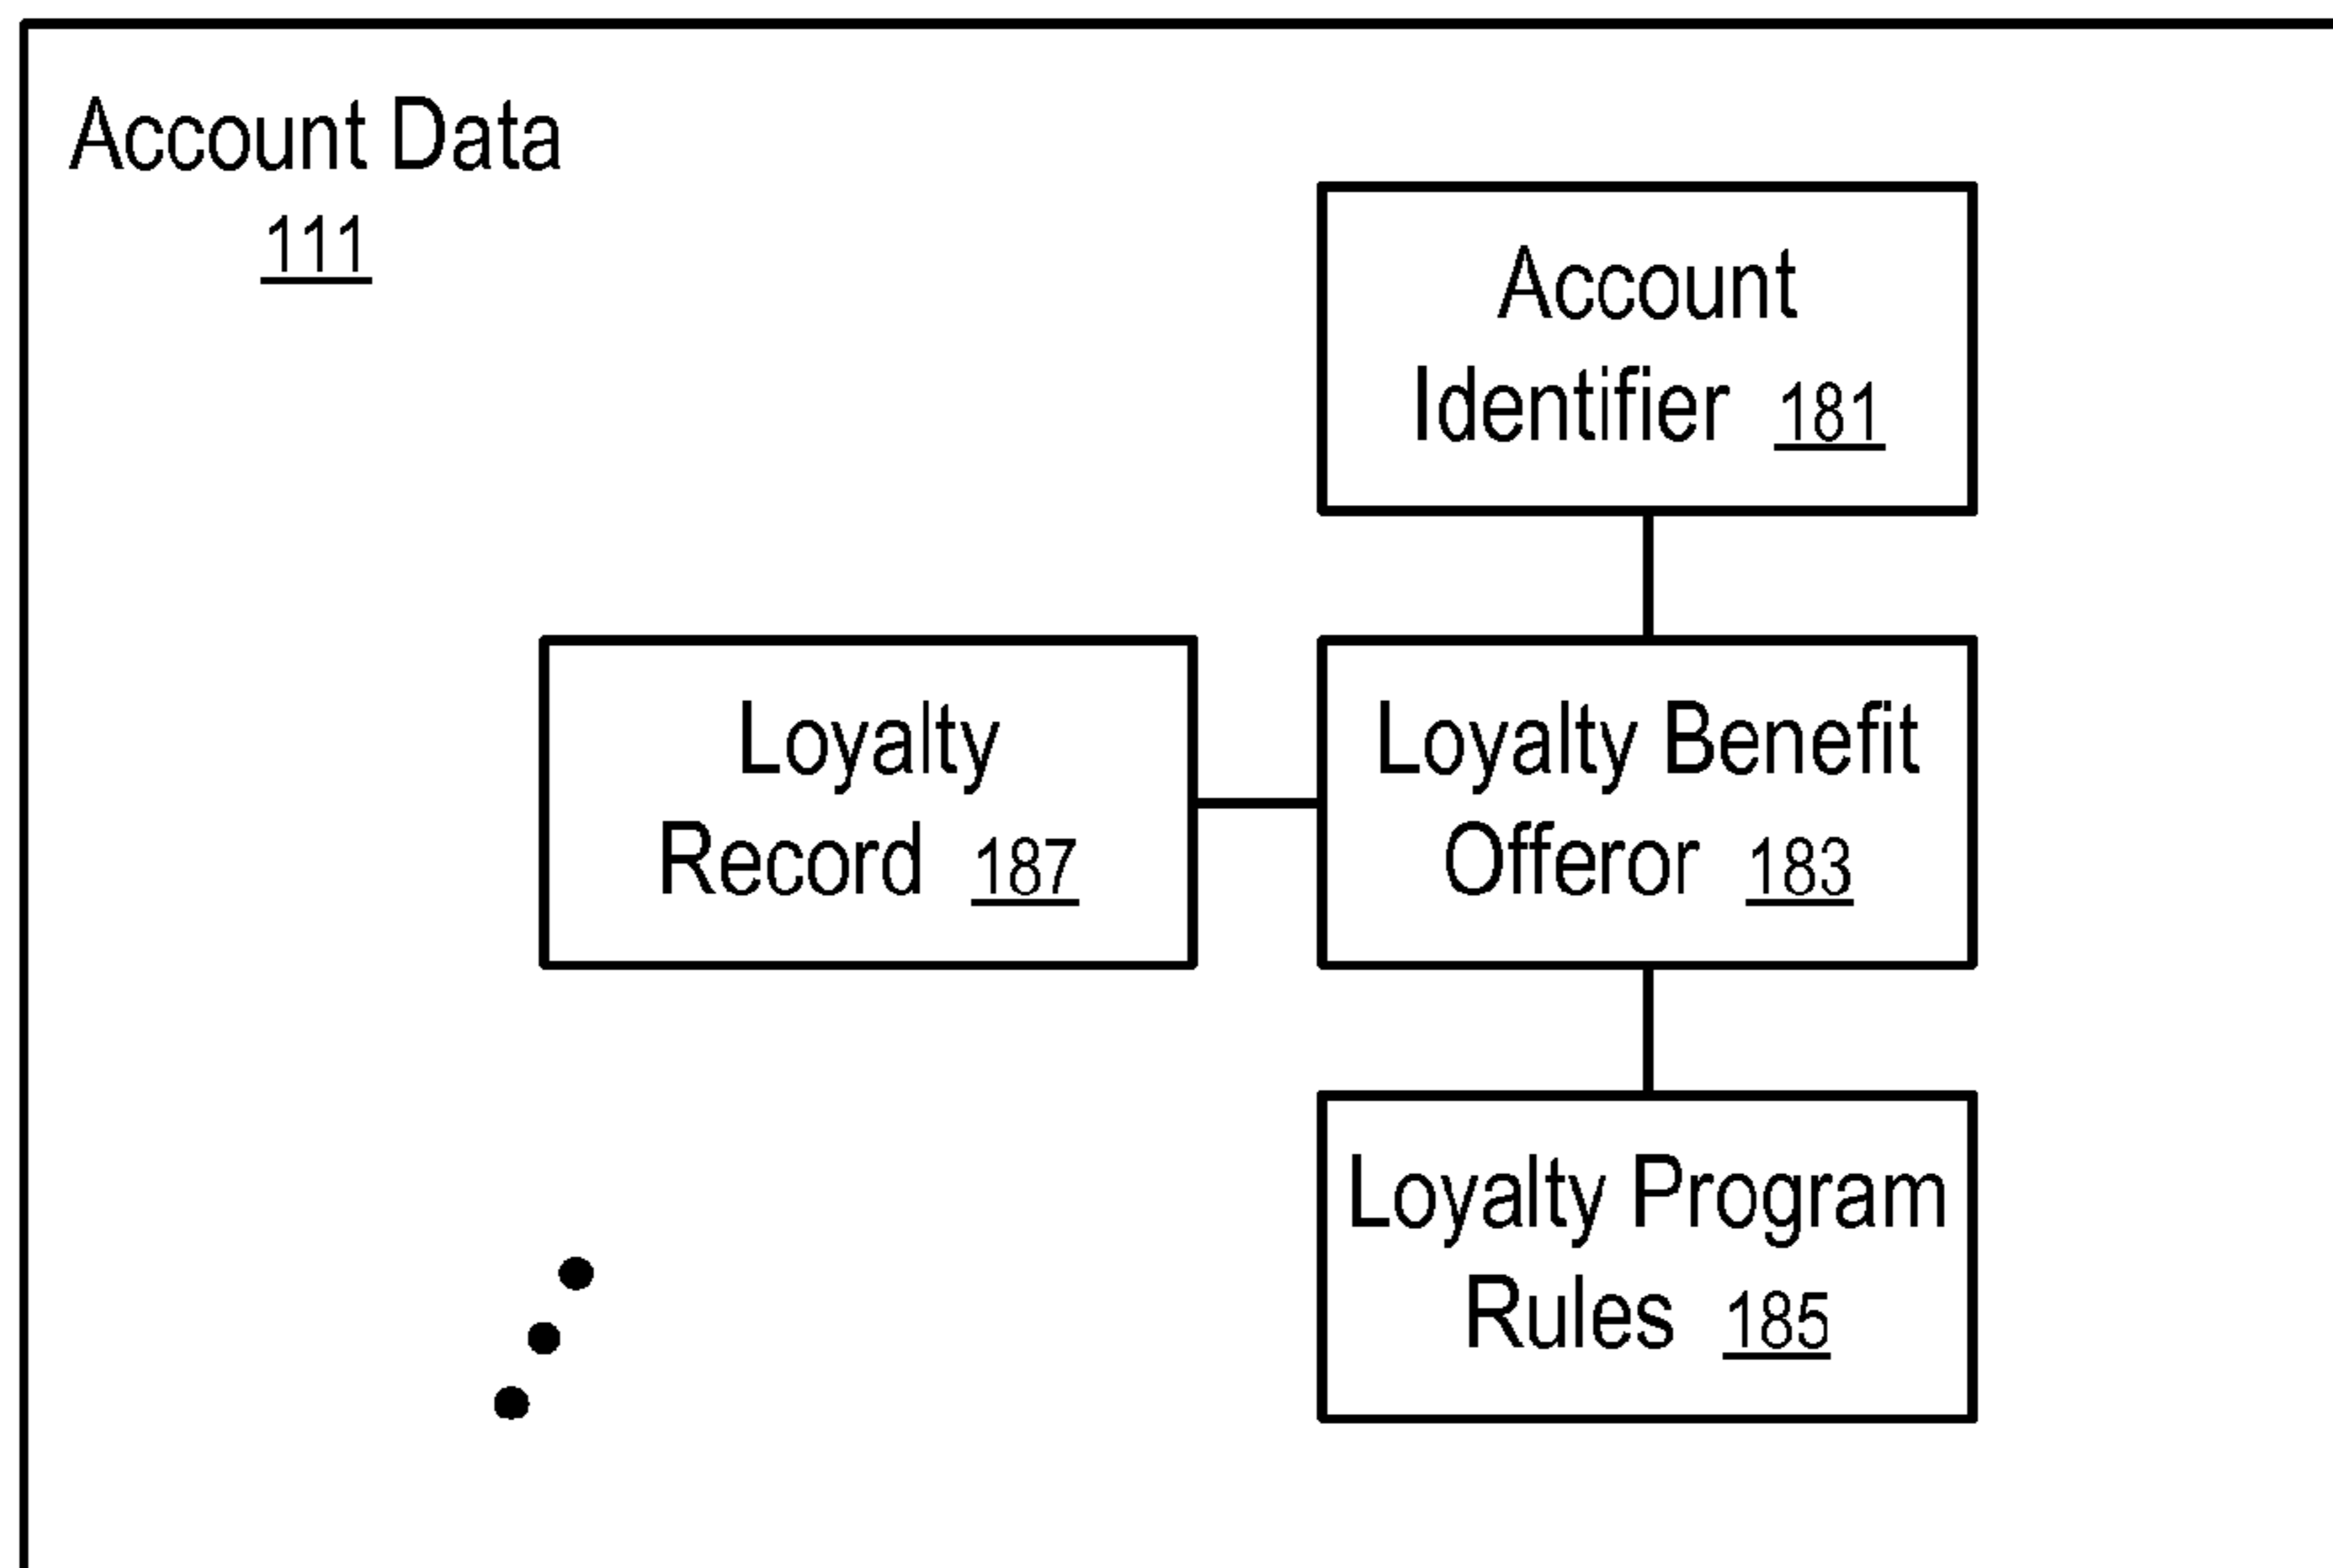 Account Data
111
Account
Identifier 181
Loyalty
Record 187
Loyalty Benefit
Offeror 183
Loyalty Program
Rules 185